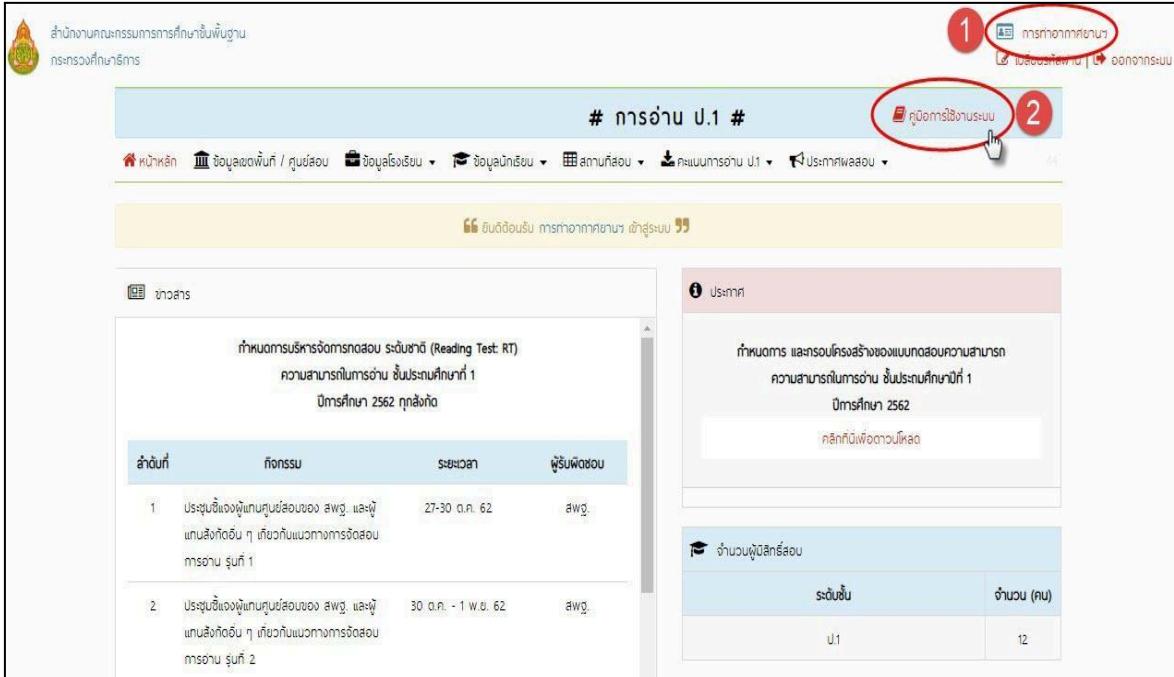 สำนักงานคณะกรรมการการศึกษาขั้นพื้นฐาน
กระทรวงศึกษาธิการ
1
การท่าอากาศยานฯ
เปลี่ยนรหัสผ่าน | ออกจากระบบ
# การอ่าน ป.1 #
คู่มือการใช้งานระบบ
2
หน้าหลัก ข้อมูลเขตพื้นที่ / ศูนย์สอบ ข้อมูลโรงเรียน ข้อมูลนักเรียน สถานที่สอบ คะแนนการอ่าน ป.1 ประกาศผลสอบ 44
ยินดีต้อนรับ การท่าอากาศยานฯ เข้าสู่ระบบ
ข่าวสาร
กำหนดการบริหารจัดการทดสอบ ระดับชาติ (Reading Test: RT)
ความสามารถในการอ่าน ชั้นประถมศึกษาที่ 1
ปีการศึกษา 2562 ทุกสังกัด
ลำดับที่ กิจกรรม ระยะเวลา ผู้รับผิดชอบ
1 ประชุมชี้แจงผู้แทนศูนย์สอบของ สพฐ. และผู้ 27-30 ต.ค. 62 สพฐ.
แทนสังกัดอื่น ๆ เกี่ยวกับแนวทางการจัดสอบ
การอ่าน รุ่นที่ 1
2 ประชุมชี้แจงผู้แทนศูนย์สอบของ สพฐ. และผู้ 30 ต.ค. - 1 พ.ย. 62 สพฐ.
แทนสังกัดอื่น ๆ เกี่ยวกับแนวทางการจัดสอบ
การอ่าน รุ่นที่ 2
ประกาศ
กำหนดการ และกรอบโครงสร้างของแบบทดสอบความสามารถ
ความสามารถในการอ่าน ชั้นประถมศึกษาปีที่ 1
ปีการศึกษา 2562
คลิกที่นี่เพื่อดาวน์โหลด
จำนวนผู้มีสิทธิ์สอบ
ระดับชั้น จำนวน (คน)
ป.1 12